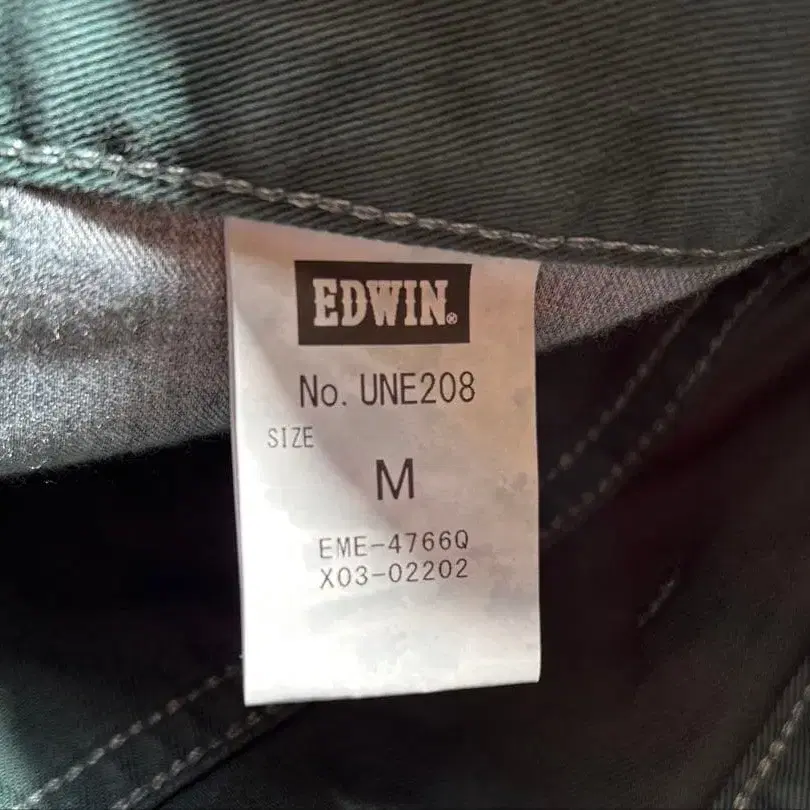 EDWIN®
No. UNE208
SIZE
M
EME-4766Q
X03-02202